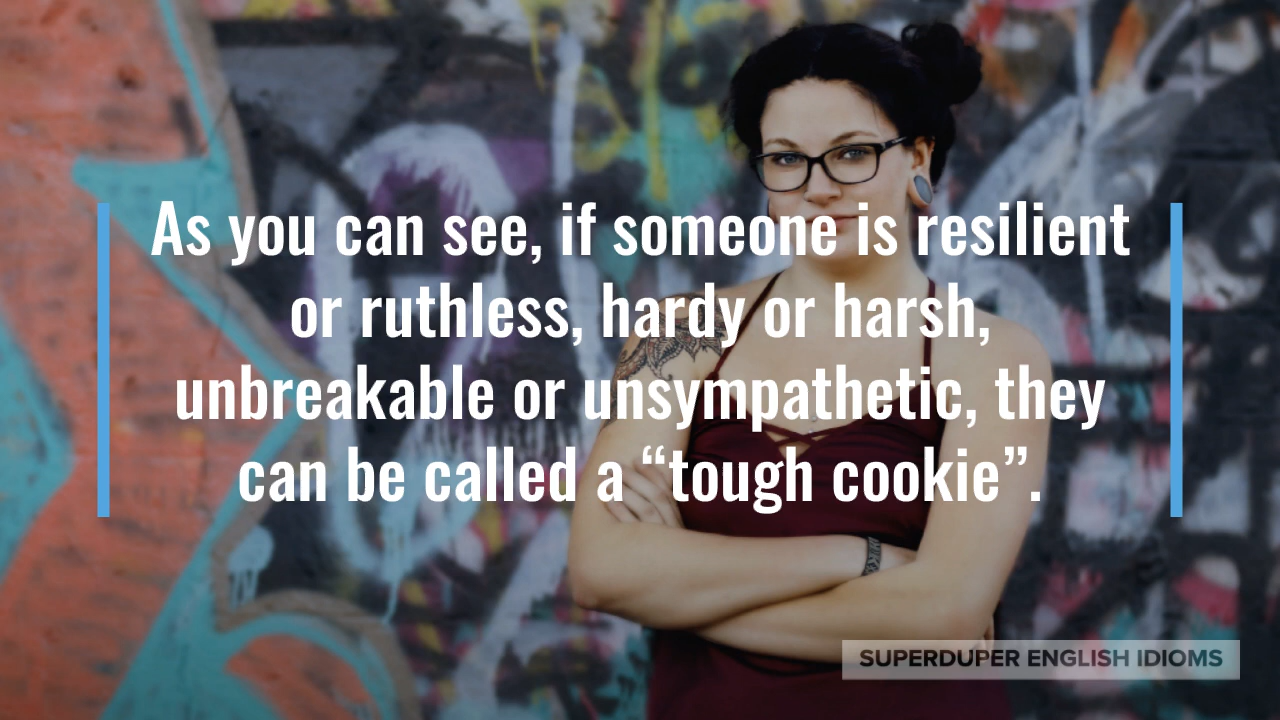 As you can see, if someone is resilient
or ruthless, hardy or harsh,
unbreakable or unsympathetic, they
can be called a “tough cookie”.
SUPERDUPER ENGLISH IDIOMS